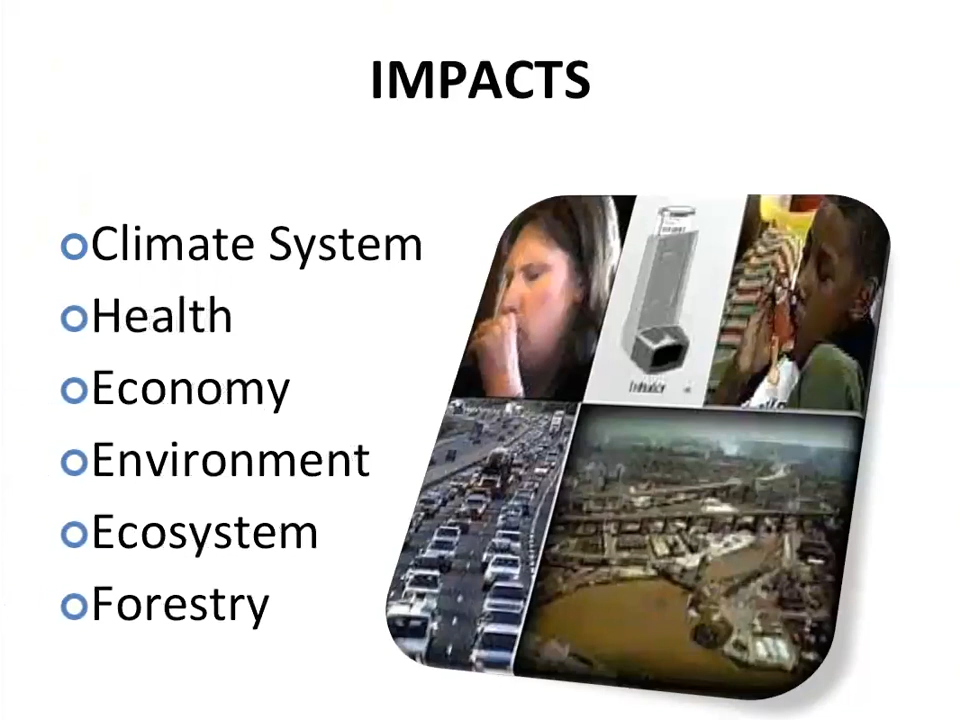 IMPACTS
Climate System
Health
Economy
Environment
Ecosystem
Forestry